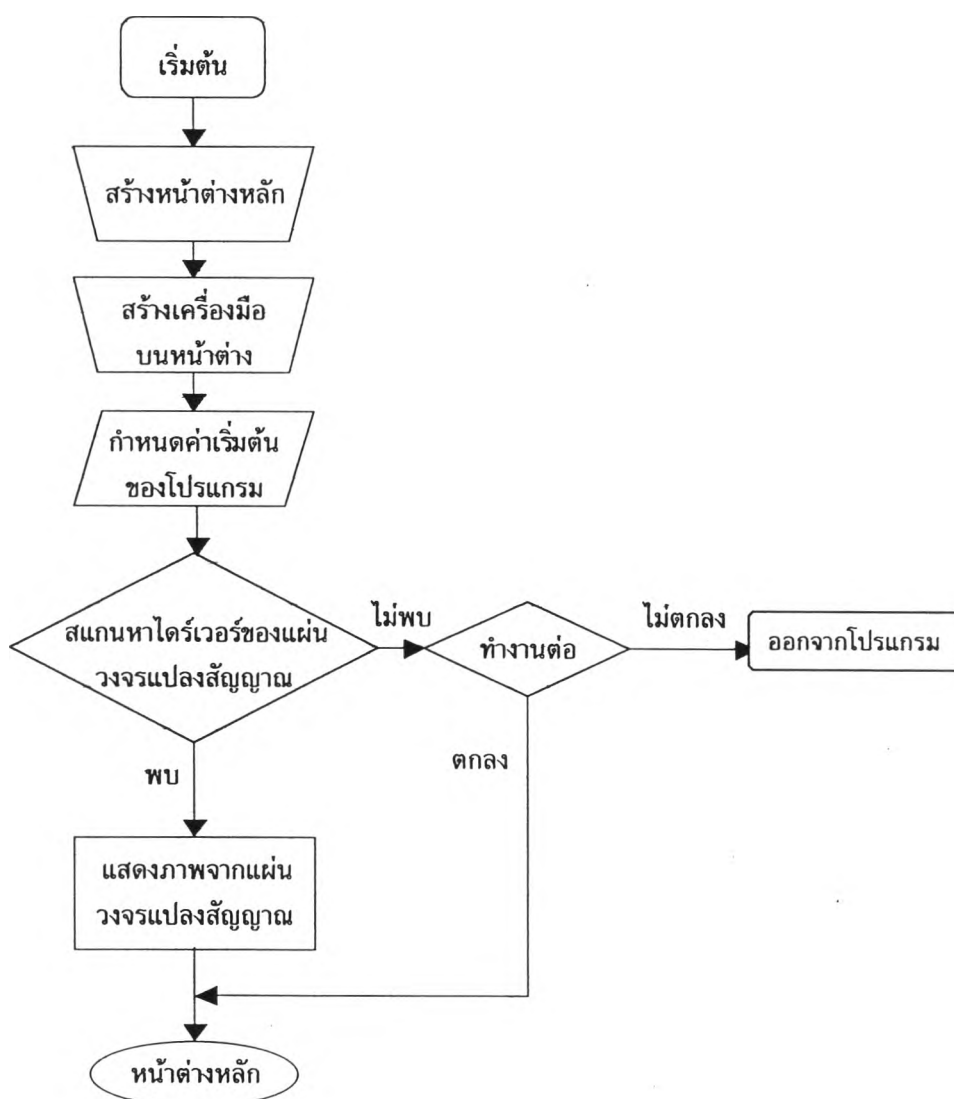 เริ่มต้น
สร้างหน้าต่างหลัก
สร้างเครื่องมือ
บนหน้าต่าง
กำหนดค่าเริ่มต้น
ของโปรแกรม
สแกนหาไดร์เวอร์ของแผ่น
วงจรแปลงสัญญาณ
ไม่พบ
ทำงานต่อ
ไม่ตกลง
ออกจากโปรแกรม
พบ
ตกลง
แสดงภาพจากแผ่น
วงจรแปลงสัญญาณ
หน้าต่างหลัก